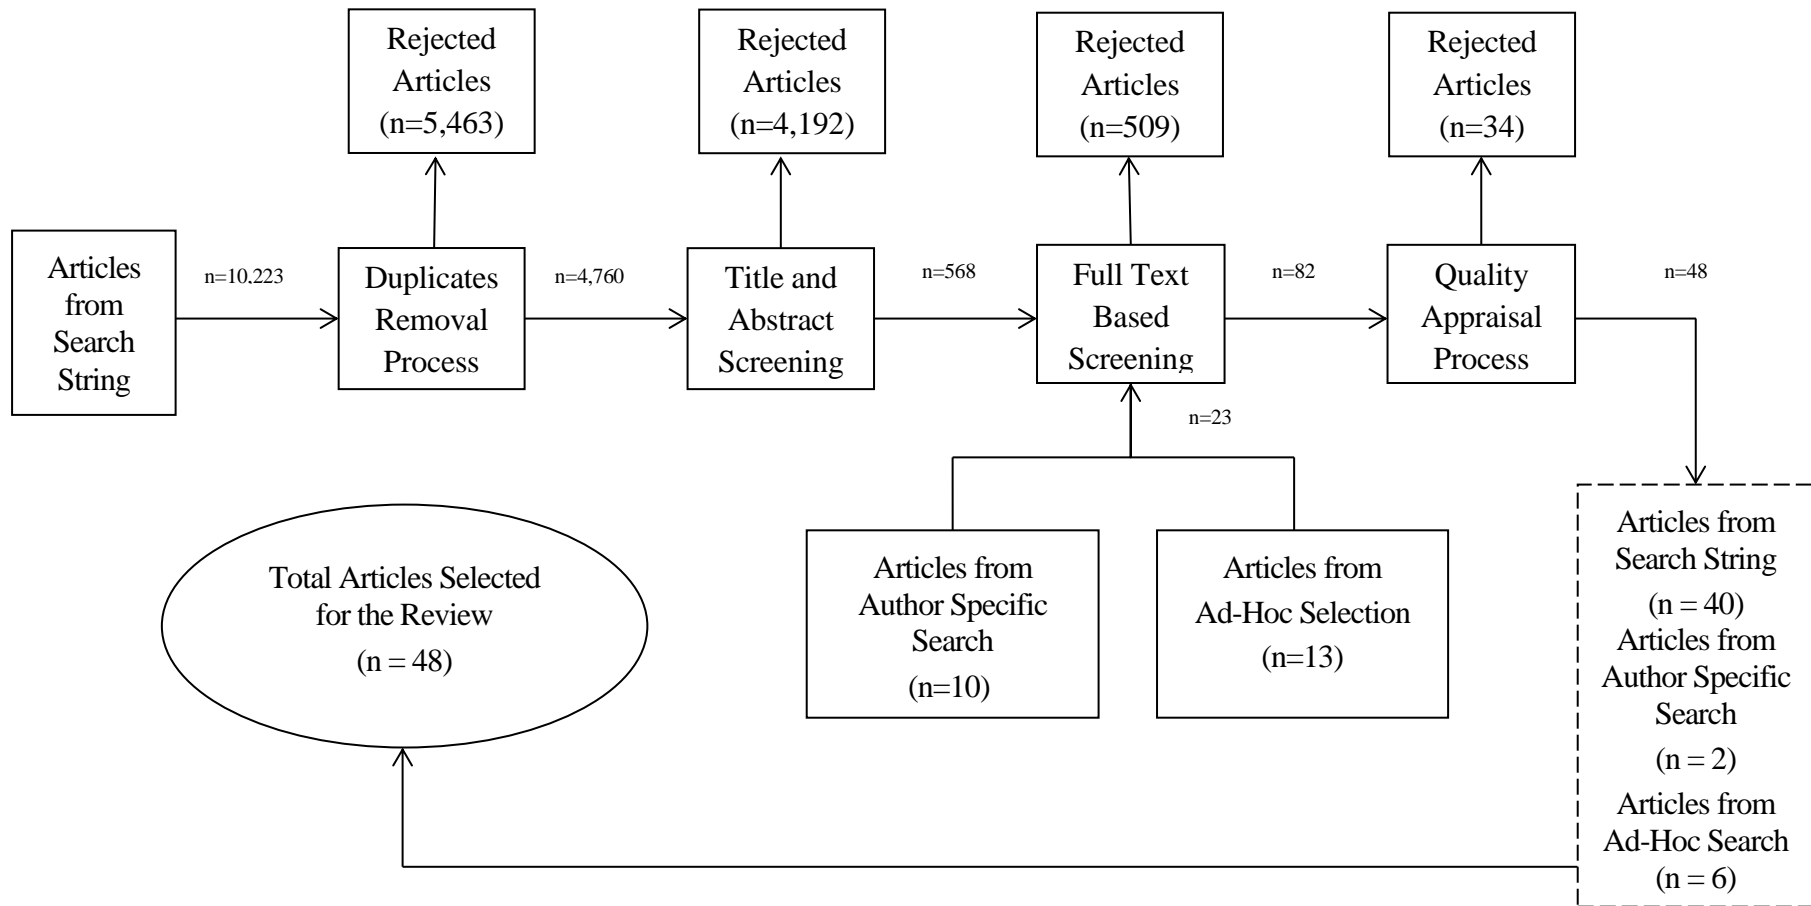 Rejected
Articles
(n=5,463)
Rejected
Articles
(n=4,192)
Rejected
Articles
(n=509)
Rejected
Articles
(n=34)
Articles
from
Search
String
n=10,223
Duplicates
Removal
Process
n=4,760
Title and
Abstract
Screening
n=568
Full Text
Based
Screening
n=82
Quality
Appraisal
Process
n=48
n=23
Total Articles Selected
for the Review
(n = 48)
Articles from
Author Specific
Search
(n=10)
Articles from
Ad-Hoc Selection
(n=13)
Articles from
Search String
(n = 40)
Articles from
Author Specific
Search
(n = 2)
Articles from
Ad-Hoc Search
(n = 6)